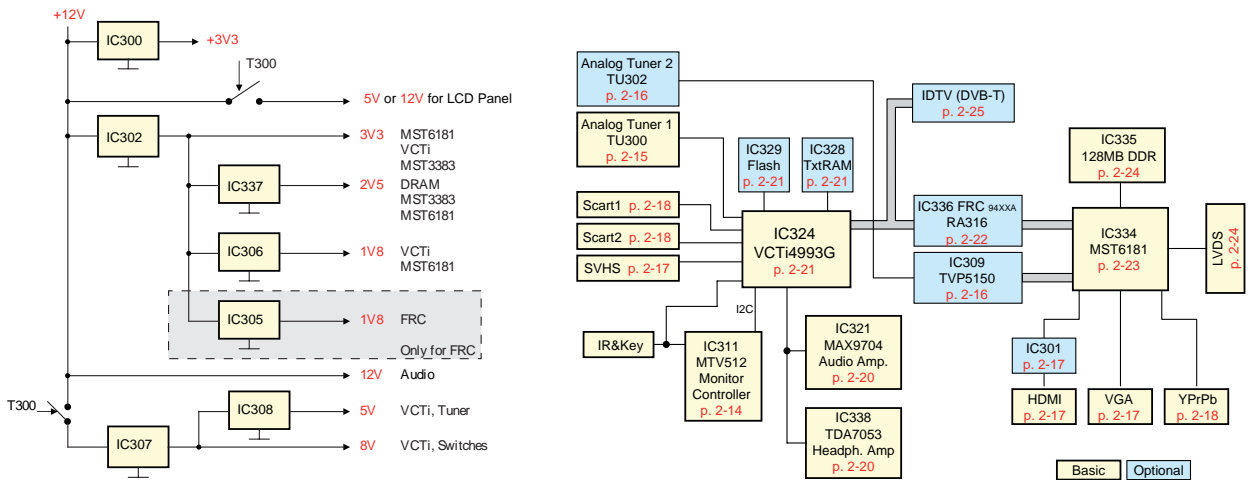 +12V
IC300
+3V3
T300
5V or 12V for LCD Panel
IC302
3V3 MST6181
VCTi
MST3383
IC337
2V5 DRAM
MST3383
MST6181
IC306
1V8 VCTi
MST6181
IC305
1V8 FRC
Only for FRC
12V Audio
T300
IC308
5V VCTi, Tuner
IC307
8V VCTi, Switches
Analog Tuner 2
TU302
p. 2-16
Analog Tuner 1
TU300
p. 2-15
IC329
Flash
p. 2-21
IC328
TxtRAM
p. 2-21
IDTV (DVB-T)
p. 2-25
IC335
128MB DDR
p. 2-24
Scart1 p. 2-18
Scart2 p. 2-18
SVHS p. 2-17
IC324
VCTi4993G
p. 2-21
IC336 FRC 94XXA
RA316
p. 2-22
IC309
TVP5150
p. 2-16
IC334
MST6181
p. 2-23
LVDS
p. 2-24
I2C
IR&Key
IC311
MTV512
Monitor
Controller
p. 2-14
IC321
MAX9704
Audio Amp.
p. 2-20
IC338
TDA7053
Headph. Amp
p. 2-20
IC301
p. 2-17
HDMI
p. 2-17
VGA
p. 2-17
YPrPb
p. 2-18
Basic
Optional